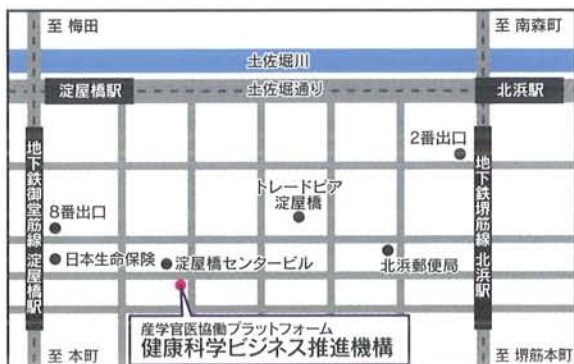 至 梅田
至 南森町
土佐堀川
淀屋橋駅
土佐堀通り
北浜駅
2番出口
地下鉄御堂筋線 淀屋橋駅
地下鉄堺筋線 北浜駅
トレードピア
淀屋橋
8番出口
日本生命保険
淀屋橋センタービル
北浜郵便局
産学官医協働プラットフォーム
健康科学ビジネス推進機構
至 本町
至 堺筋本町